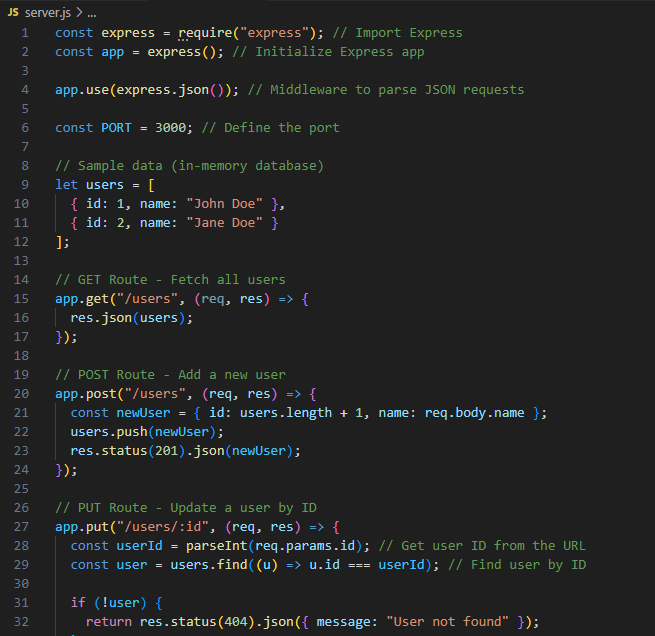 JS server.js > ...
1 const express = require("express"); // Import Express
2 const app = express(); // Initialize Express app
3
4 app.use(express.json()); // Middleware to parse JSON requests
5
6 const PORT = 3000; // Define the port
7
8 // Sample data (in-memory database)
9 let users = [
10   { id: 1, name: "John Doe" },
11   { id: 2, name: "Jane Doe" }
12 ];
13
14 // GET Route - Fetch all users
15 app.get("/users", (req, res) => {
16   res.json(users);
17 });
18
19 // POST Route - Add a new user
20 app.post("/users", (req, res) => {
21   const newUser = { id: users.length + 1, name: req.body.name };
22   users.push(newUser);
23   res.status(201).json(newUser);
24 });
25
26 // PUT Route - Update a user by ID
27 app.put("/users/:id", (req, res) => {
28   const userId = parseInt(req.params.id); // Get user ID from the URL
29   const user = users.find((u) => u.id === userId); // Find user by ID
30
31   if (!user) {
32     return res.status(404).json({ message: "User not found" });